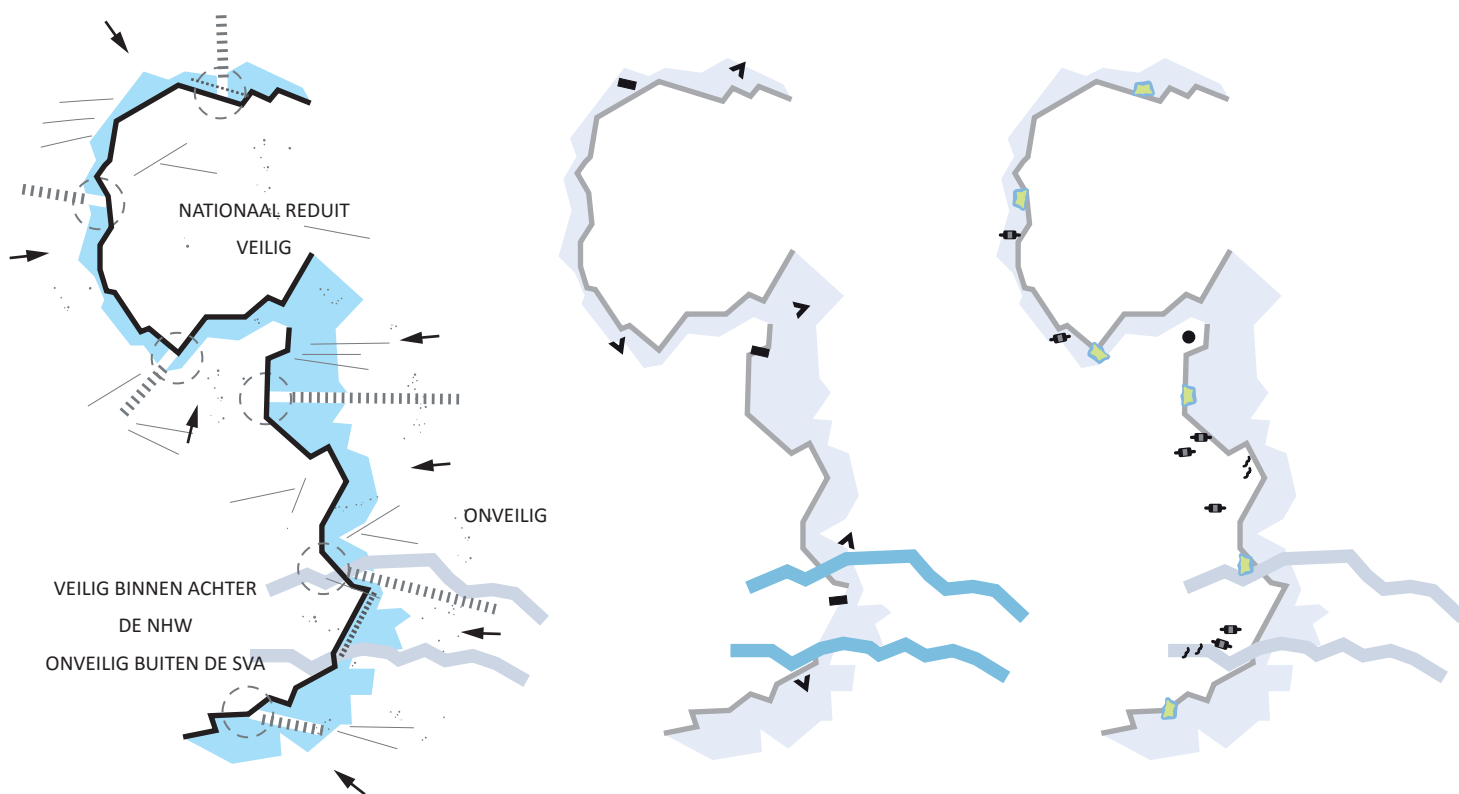 NATIONAAL REDUIT
VEILIG
ONVEILIG
VEILIG BINNEN ACHTER
DE NHW
ONVEILIG BUITEN DE SVA